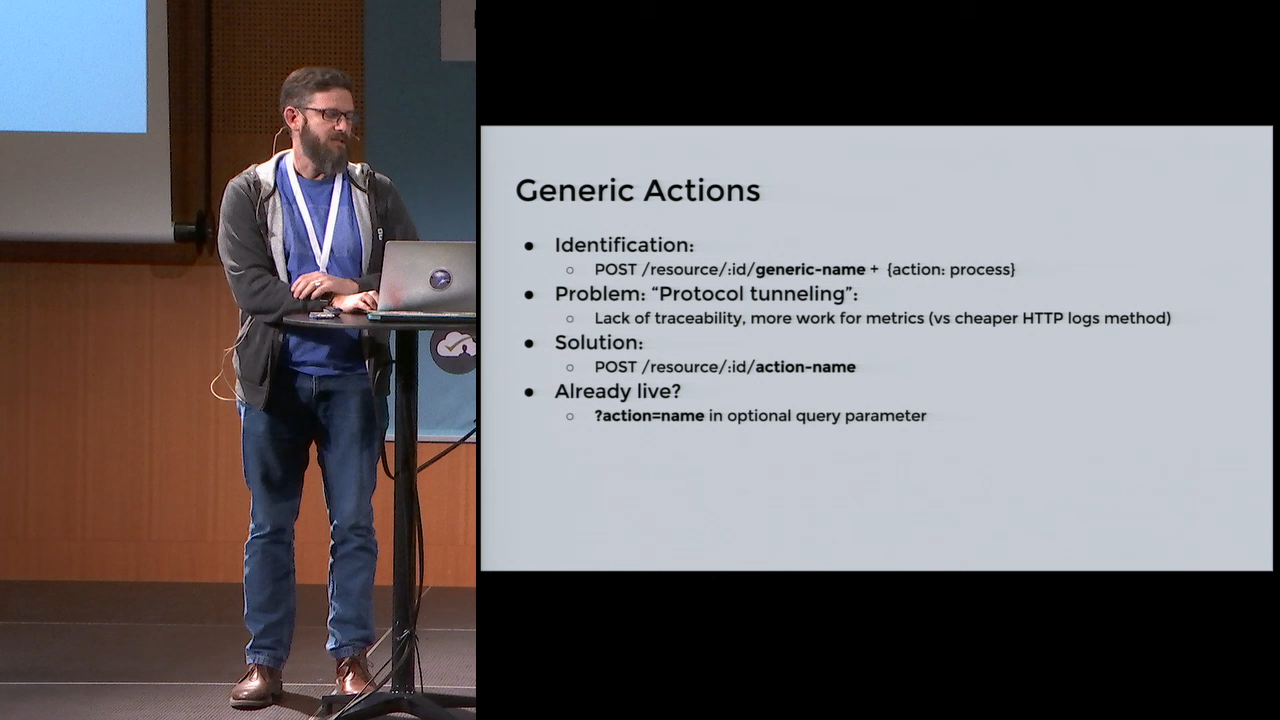 Generic Actions
● Identification:
○ POST /resource/:id/generic-name + {action: process}
● Problem: “Protocol tunneling”:
○ Lack of traceability, more work for metrics (vs cheaper HTTP logs method)
● Solution:
○ POST /resource/:id/action-name
● Already live?
○ ?action=name in optional query parameter